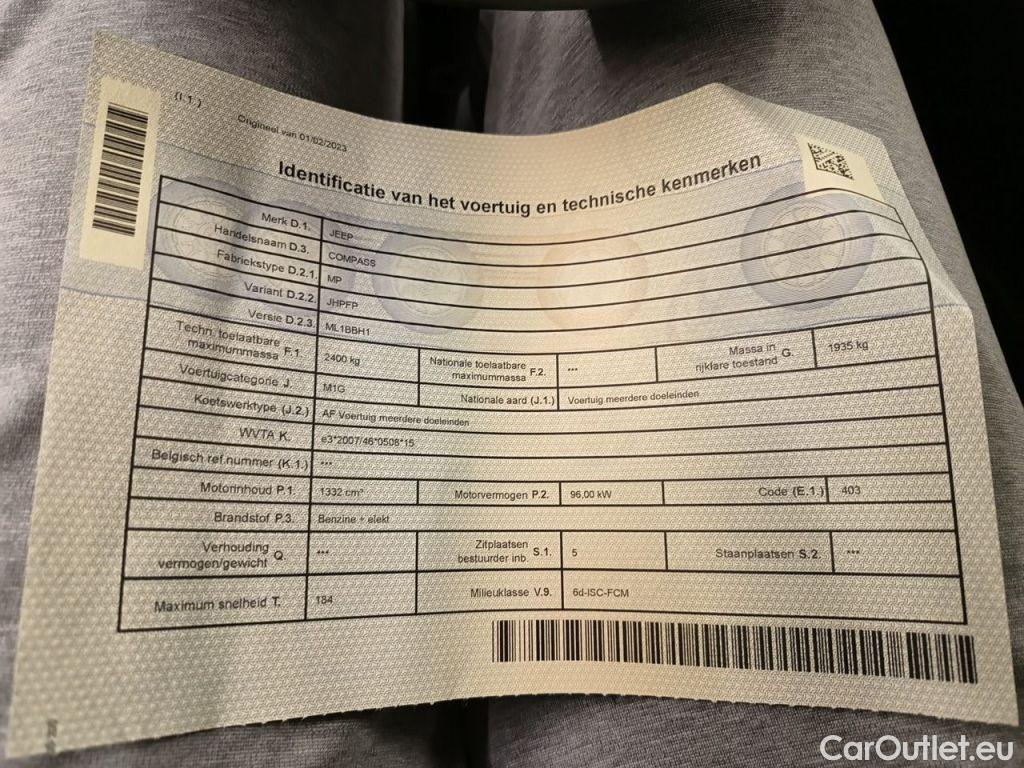 (I.1.)
Origineel van 01/02/2023
Identificatie van het voertuig en technische kenmerken
Merk D.1. JEEP
Handelsnaam D.3. COMPASS
Fabriekstype D.2.1. MP
Variant D.2.2. JHPFP
Versie D.2.3. ML1BBH1
Techn. toelaatbare maximummassa F.1. 2400 kg Nationale toelaatbare maximummassa F.2. *** Massa in rijklare toestand G. 1935 kg
Voertuigcategorie J. M1G Nationale aard (J.1.) Voertuig meerdere doeleinden
Koetswerktype (J.2.) AF Voertuig meerdere doeleinden
WVTA K. e3*2007/46*0508*15
Belgisch ref.nummer (K.1.) ***
Motorinhoud P.1. 1332 cm³ Motorvermogen P.2. 96,00 kW Code (E.1.) 403
Brandstof P.3. Benzine + elekt
Verhouding vermogen/gewicht Q. *** Zitplaatsen bestuurder inb. S.1. 5 Staanplaatsen S.2. ***
Maximum snelheid T. 184 Milieuklasse V.9. 6d-ISC-FCM
CarOutlet.eu